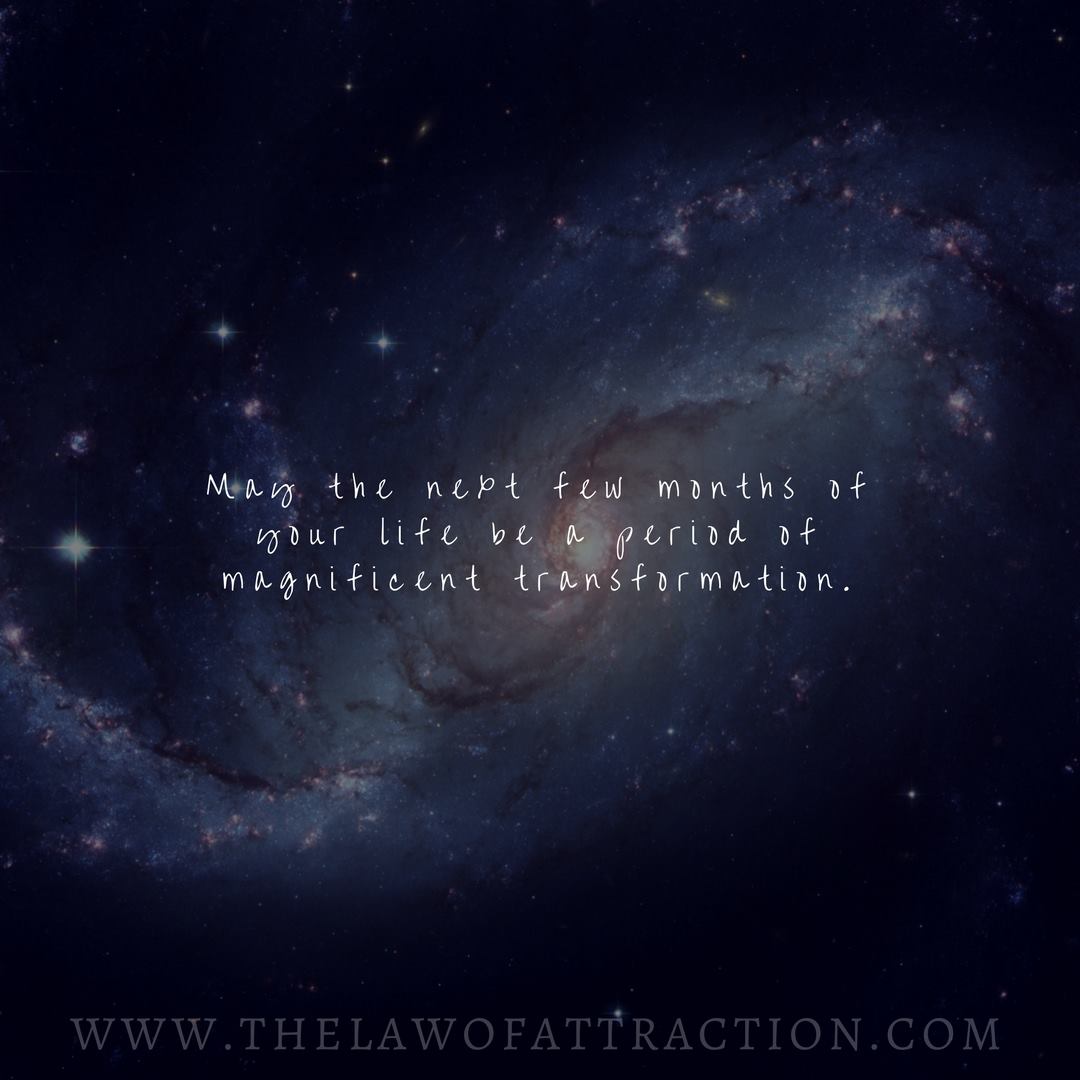 May the next few months of
your life be a period of
magnificent transformation.
WWW.THELAWOFATTRACTION.COM